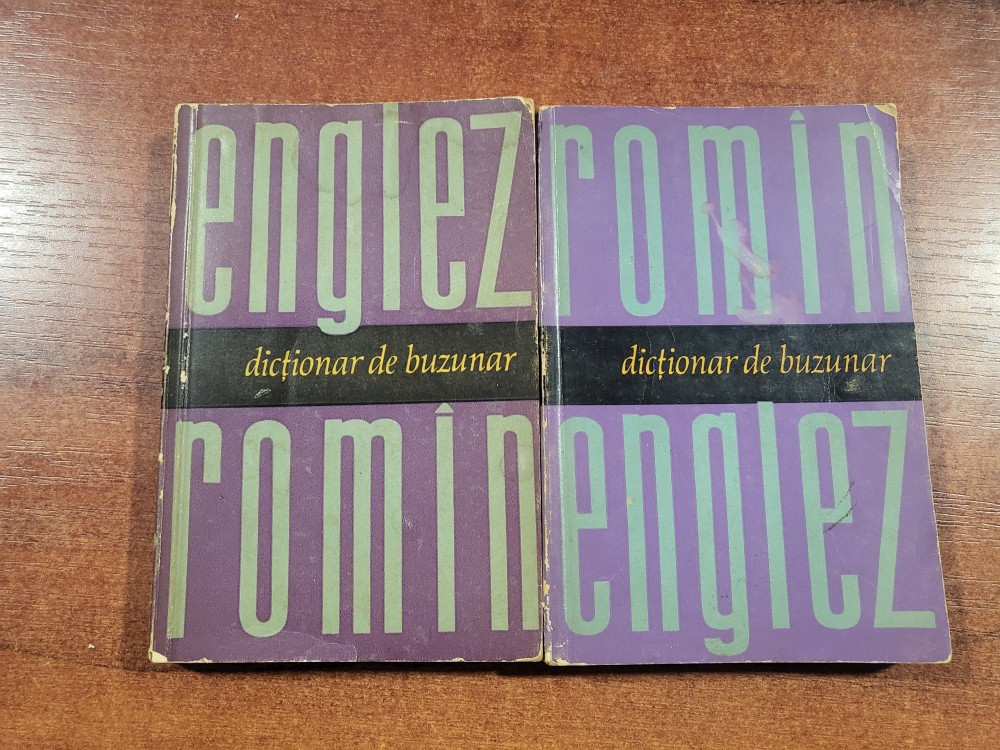 englez
dicționar de buzunar
romîn
romîn
dicționar de buzunar
englez